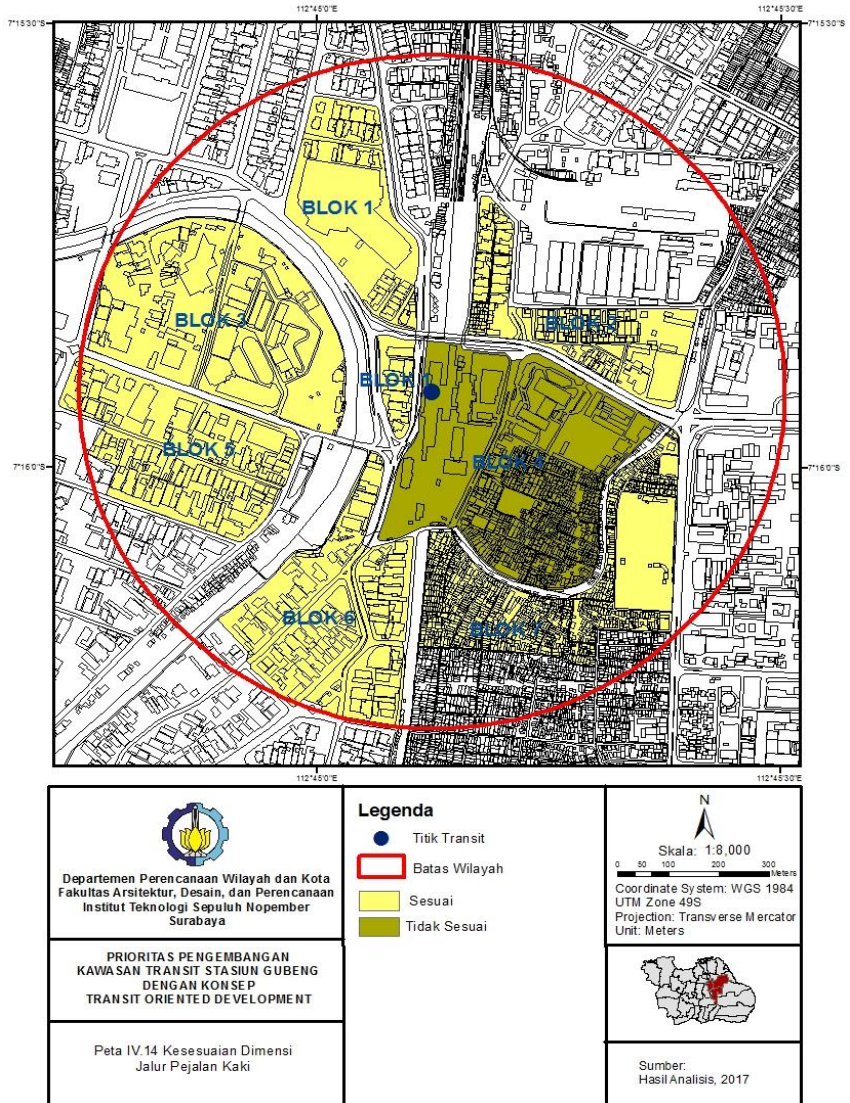 112°45'0"E
112°45'30"E
7°15'30"S
7°15'30"S
BLOK 1
BLOK 3
BLOK 2
BLOK
BLOK 5
BLOK 4
7°16'0"S
7°16'0"S
BLOK 6
BLOK 7
112°45'0"E
112°45'30"E
Departemen Perencanaan Wilayah dan Kota
Fakultas Arsitektur, Desain, dan Perencanaan
Institut Teknologi Sepuluh Nopember
Surabaya
PRIORITAS PENGEMBANGAN
KAWASAN TRANSIT STASIUN GUBENG
DENGAN KONSEP
TRANSIT ORIENTED DEVELOPMENT
Peta IV.14 Kesesuaian Dimensi
Jalur Pejalan Kaki
Legenda
Titik Transit
Batas Wilayah
Sesuai
Tidak Sesuai
N
Skala: 1:8,000
0 50 100 200 300
Meters
Coordinate System: WGS 1984
UTM Zone 49S
Projection: Transverse Mercator
Unit: Meters
Sumber:
Hasil Analisis, 2017